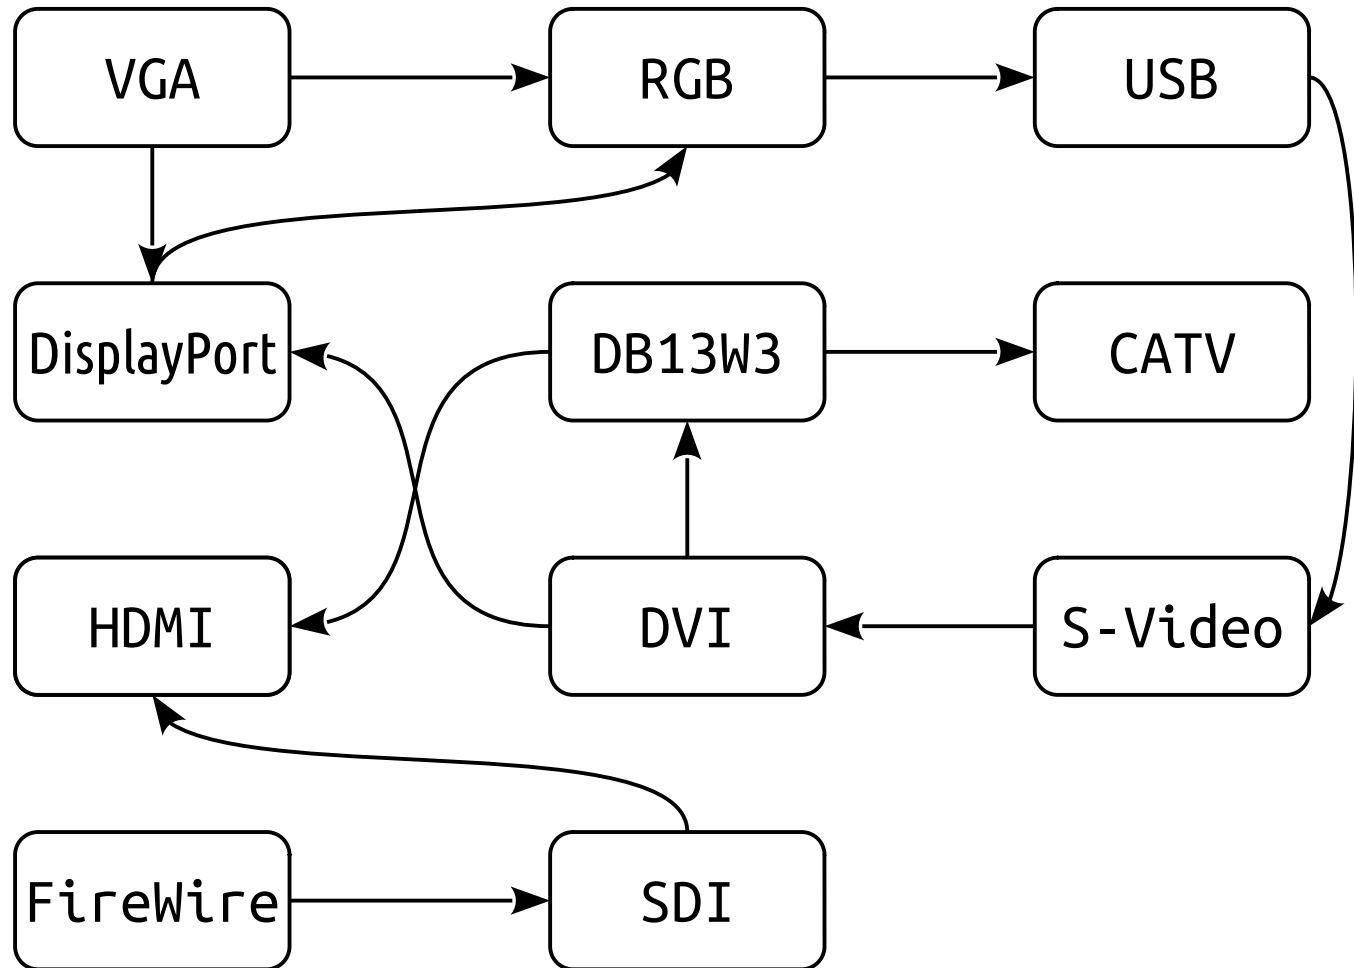 VGA
RGB
USB
DisplayPort
DB13W3
CATV
HDMI
DVI
S-Video
FireWire
SDI